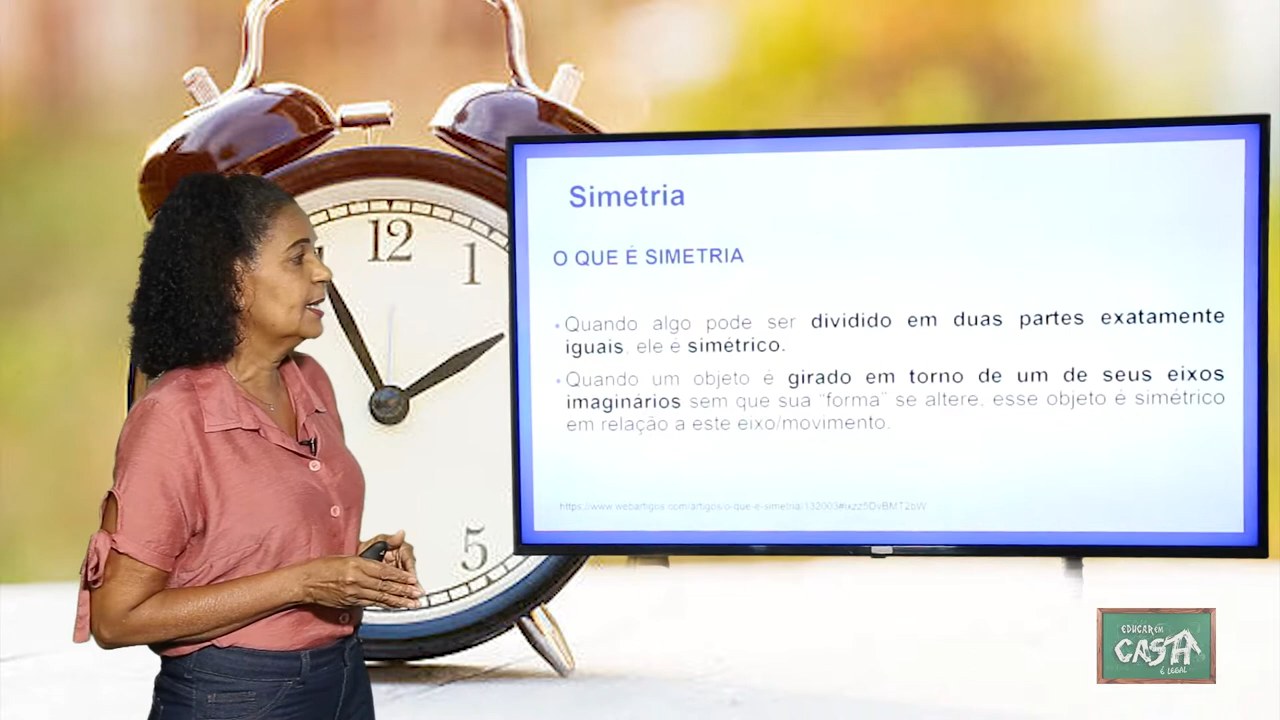 12
1
5
Simetria
O QUE É SIMETRIA
Quando algo pode ser dividido em duas partes exatamente
iguais, ele é simétrico.
Quando um objeto é girado em torno de um de seus eixos
imaginários sem que sua “forma” se altere, esse objeto é simétrico
em relação a este eixo/movimento.
EDUCAR EM
CASA
É LEGAL